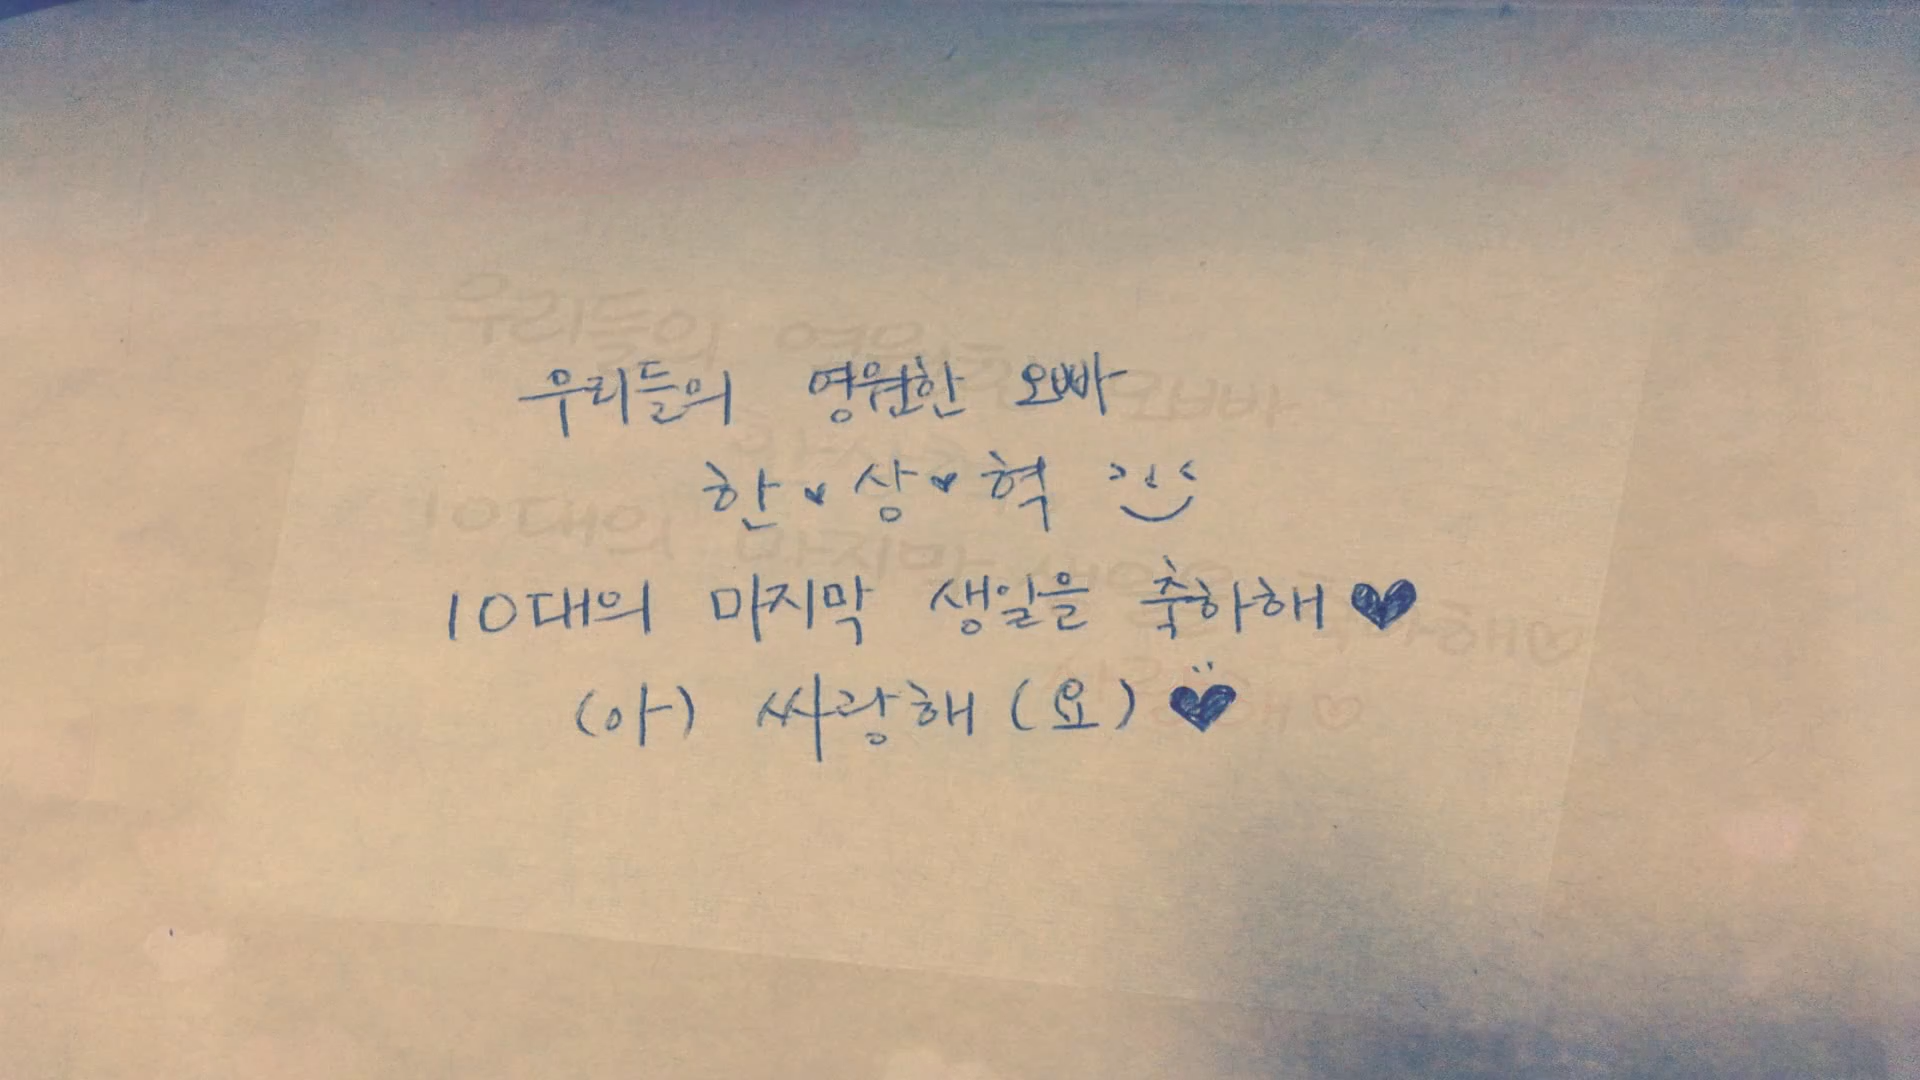 우리들의 영원한 오빠
한♥상♥혁 :)
10대의 마지막 생일을 축하해♥
(아) 싸랑해 (요) ♥